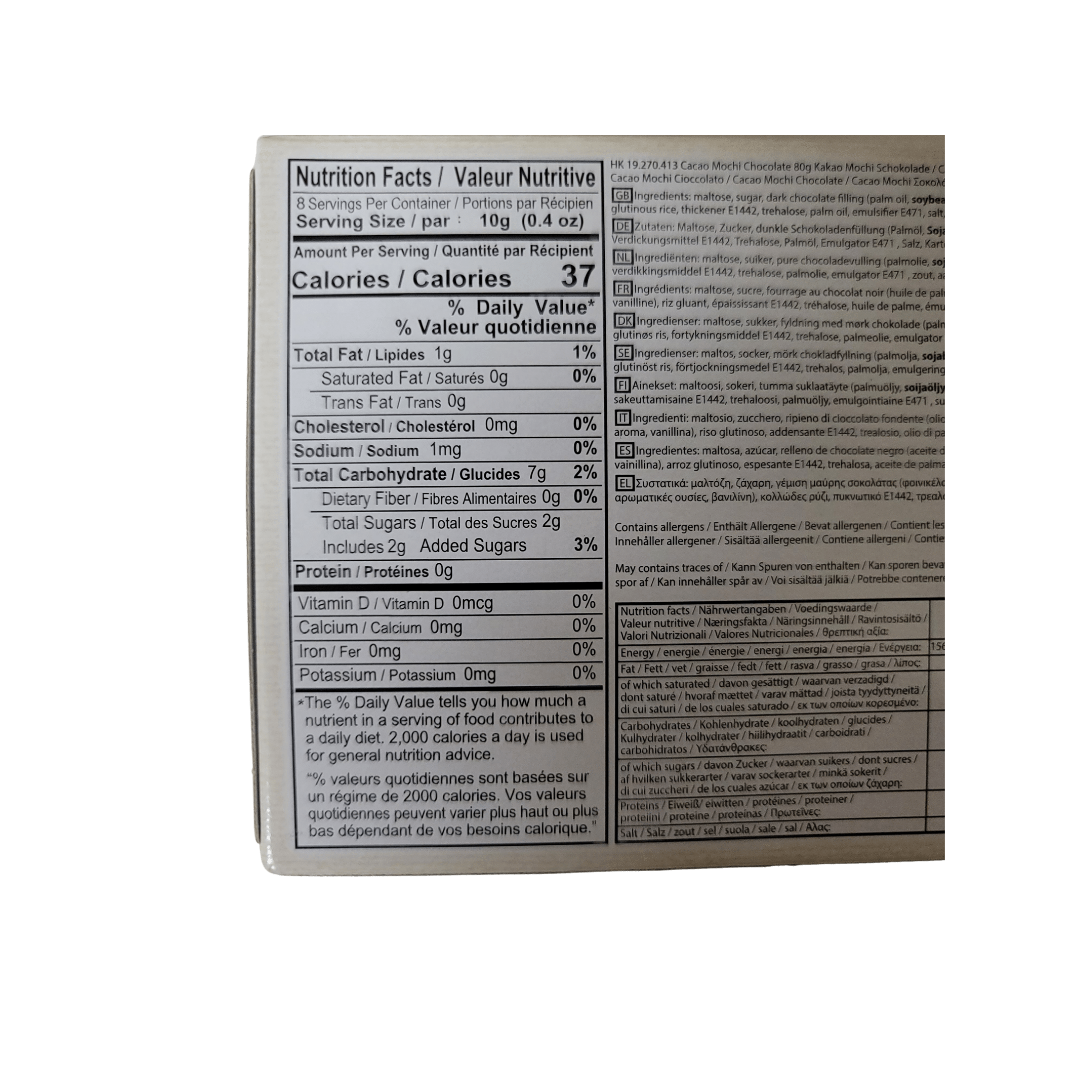 Nutrition Facts / Valeur Nutritive
8 Servings Per Container / Portions par Récipien
Serving Size / par : 10g (0.4 oz)
Amount Per Serving / Quantité par Récipient
Calories / Calories 37
% Daily Value*
% Valeur quotidienne
Total Fat / Lipides 1g 1%
Saturated Fat / Saturés 0g 0%
Trans Fat / Trans 0g
Cholesterol / Cholestérol 0mg 0%
Sodium / Sodium 1mg 0%
Total Carbohydrate / Glucides 7g 2%
Dietary Fiber / Fibres Alimentaires 0g 0%
Total Sugars / Total des Sucres 2g
Includes 2g Added Sugars 3%
Protein / Protéines 0g
Vitamin D / Vitamin D 0mcg 0%
Calcium / Calcium 0mg 0%
Iron / Fer 0mg 0%
Potassium / Potassium 0mg 0%
*The % Daily Value tells you how much a
nutrient in a serving of food contributes to
a daily diet. 2,000 calories a day is used
for general nutrition advice.
"% valeurs quotidiennes sont basées sur
un régime de 2000 calories. Vos valeurs
quotidiennes peuvent varier plus haut ou plus
bas dépendant de vos besoins calorique."
HK 19.270.413 Cacao Mochi Chocolate 80g Kakao Mochi Schokolade / C
Cacao Mochi Cioccolato / Cacao Mochi Chocolate / Cacao Mochi Σοκολά
GB Ingredients: maltose, sugar, dark chocolate filling (palm oil, soybea
glutinous rice, thickener E1442, trehalose, palm oil, emulsifier E471, salt,
DE Zutaten: Maltose, Zucker, dunkle Schokoladenfüllung (Palmöl, Soja
Verdickungsmittel E1442, Trehalose, Palmöl, Emulgator E471 , Salz, Kart
NL Ingrediënten: maltose, suiker, pure chocoladevulling (palmolie, soj
verdikkingsmiddel E1442, trehalose, palmolie, emulgator E471 , zout, aa
FR Ingrédients: maltose, sucre, fourrage au chocolat noir (huile de pal
vanilline), riz gluant, épaississant E1442, tréhalose, huile de palme, ému
DK Ingredienser: maltose, sukker, fyldning med mørk chokolade (palm
glutinøs ris, fortykningsmiddel E1442, trehalose, palmeolie, emulgator
SE Ingredienser: maltos, socker, mörk chokladfyllning (palmolja, sojal
glutinöst ris, förtjockningsmedel E1442, trehalos, palmolja, emulgering
FI Ainekset: maltoosi, sokeri, tumma suklaatäyte (palmuöljy, soijaöljy
sakeuttamisaine E1442, trehaloosi, palmuöljy, emulgointiaine E471 , su
IT Ingredienti: maltosio, zucchero, ripieno di cioccolato fondente (olio
aroma, vanillina), riso glutinoso, addensante E1442, trealosio, olio di pa
ES Ingredientes: maltosa, azúcar, relleno de chocolate negro (aceite d
vainillina), arroz glutinoso, espesante E1442, trehalosa, aceite de palma
EL Συστατικά: μαλτόζη, ζάχαρη, γέμιση μαύρης σοκολάτας (φοινικέλα
αρωματικές ουσίες, βανιλίνη), κολλώδες ρύζι, πυκνωτικό E1442, τρεαλό
Contains allergens / Enthält Allergene / Bevat allergenen / Contient les
Innehåller allergener / Sisältää allergeenit / Contiene allergeni / Contie
May contains traces of / Kann Spuren von enthalten / Kan sporen beva
spor af / Kan innehåller spår av / Voi sisältää jälkiä / Potrebbe contenere
Nutrition facts / Nährwertangaben / Voedingswaarde /
Valeur nutritive / Næringsfakta / Näringsinnehåll / Ravintosisältö /
Valori Nutrizionali / Valores Nutricionales / θρεπτική αξία:
Energy / energie / énergie / energi / energia / energía / Ενέργεια: 156
Fat / Fett / vet / graisse / fedt / fett / rasva / grasso / grasa / λίπος:
of which saturated / davon gesättigt / waarvan verzadigd /
dont saturé / hvoraf mættet / varav mättad / joista tyydyttyneitä /
di cui saturi / de los cuales saturado / εκ των οποίων κορεσμένο:
Carbohydrates / Kohlenhydrate / koolhydraten / glucides /
Kulhydrater / kolhydrater / hiilihydraatit / carboidrati /
carbohidratos / Υδατάνθρακες:
of which sugars / davon Zucker / waarvan suikers / dont sucres /
af hvilken sukkerarter / varav sockerarter / minkä sokerit /
di cui zuccheri / de los cuales azúcar / εκ των οποίων ζάχαρη:
Proteins / Eiweiß/ eiwitten / protéines / proteiner /
proteiini / proteine / proteínas / Πρωτεΐνες:
Salt / Salz / zout / sel / suola / sale / sal / Αλας: